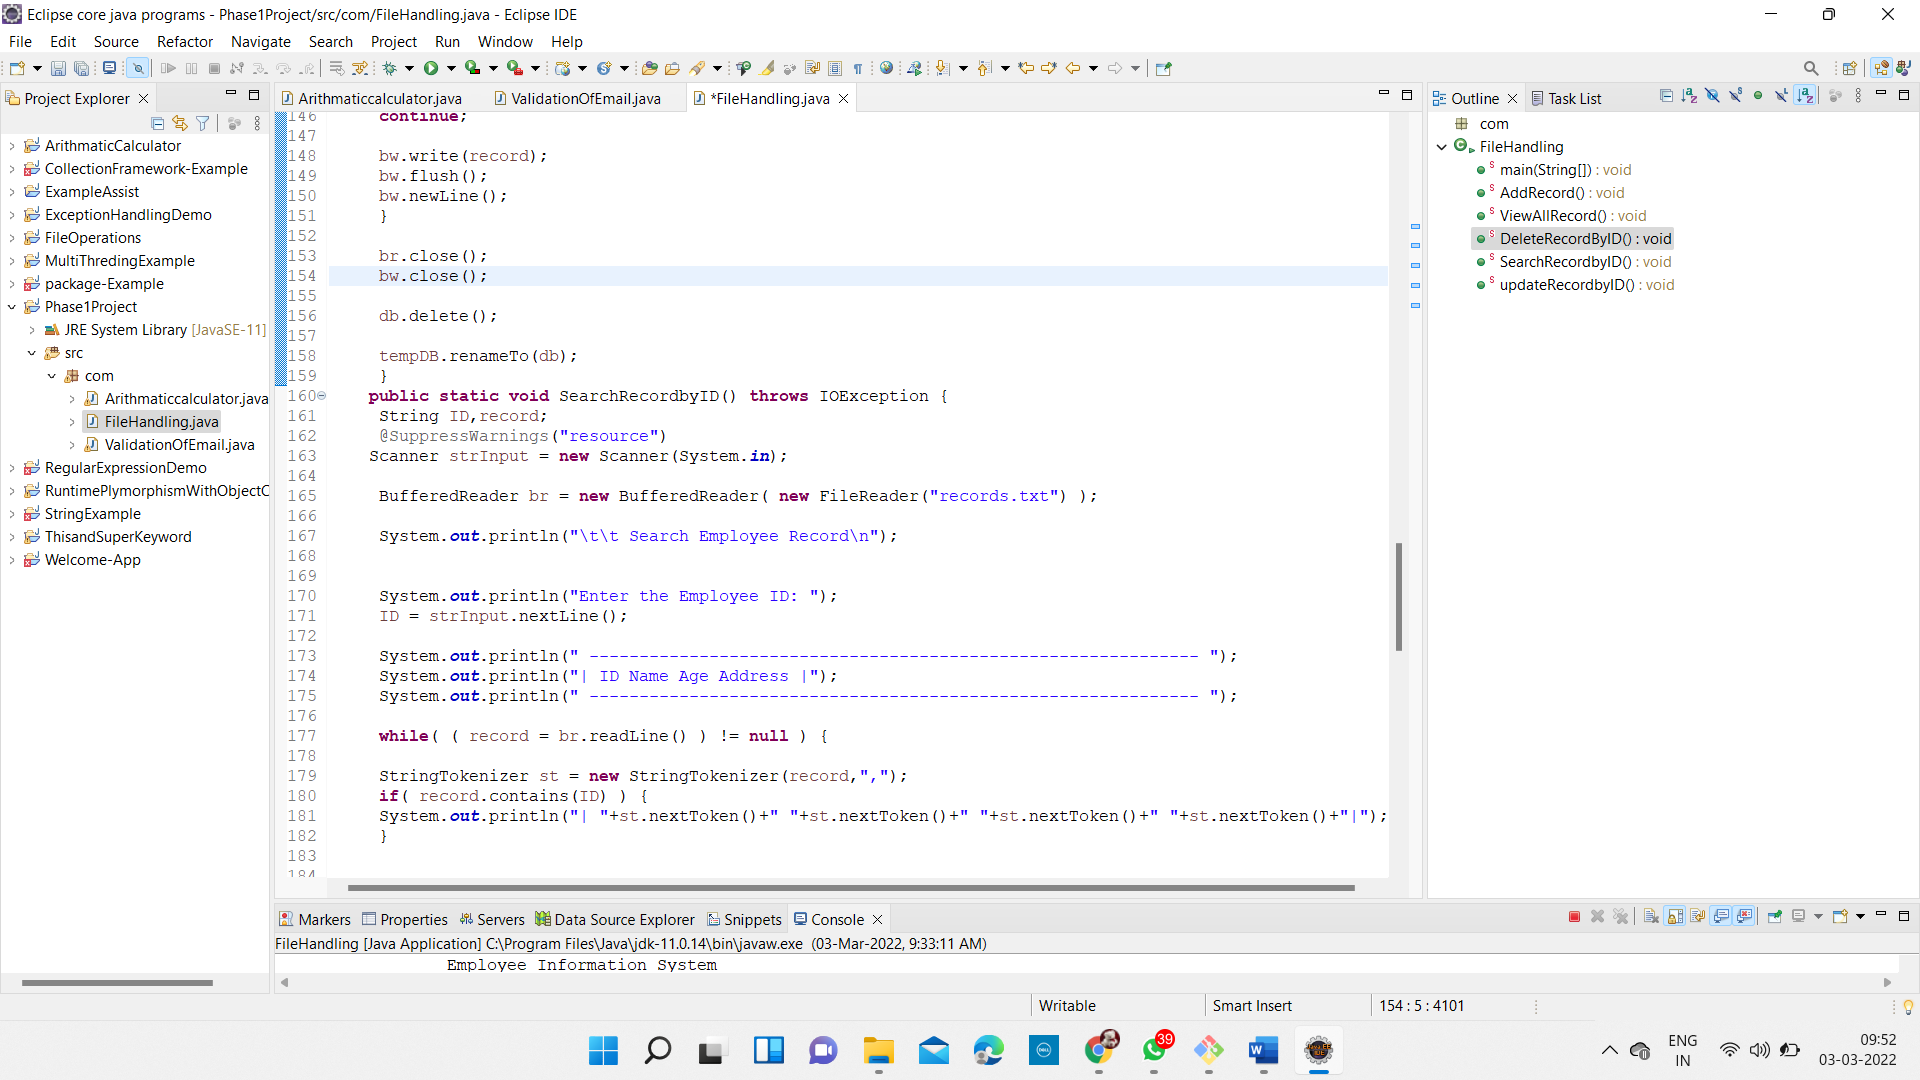 Eclipse core java programs - Phase1Project/src/com/FileHandling.java - Eclipse IDE
File Edit Source Refactor Navigate Search Project Run Window Help
Project Explorer
ArithmaticCalculator
CollectionFramework-Example
ExampleAssist
ExceptionHandlingDemo
FileOperations
MultiThredingExample
package-Example
Phase1Project
JRE System Library [JavaSE-11]
src
com
Arithmaticcalculator.java
FileHandling.java
ValidationOfEmail.java
RegularExpressionDemo
RuntimePlymorphismWithObjectC
StringExample
ThisandSuperKeyword
Welcome-App
Arithmaticcalculator.java ValidationOfEmail.java *FileHandling.java
146 continue;
147
148 bw.write(record);
149 bw.flush();
150 bw.newLine();
151 }
152
153 br.close();
154 bw.close();
155
156 db.delete();
157
158 tempDB.renameTo(db);
159 }
160 public static void SearchRecordbyID() throws IOException {
161 String ID,record;
162 @SuppressWarnings("resource")
163 Scanner strInput = new Scanner(System.in);
164
165 BufferedReader br = new BufferedReader( new FileReader("records.txt") );
166
167 System.out.println("\t\t Search Employee Record\n");
168
169
170 System.out.println("Enter the Employee ID: ");
171 ID = strInput.nextLine();
172
173 System.out.println(" ------------------------------------------------------------- ");
174 System.out.println("| ID Name Age Address |");
175 System.out.println(" ------------------------------------------------------------- ");
176
177 while( ( record = br.readLine() ) != null ) {
178
179 StringTokenizer st = new StringTokenizer(record,",");
180 if( record.contains(ID) ) {
181 System.out.println("| "+st.nextToken()+" "+st.nextToken()+" "+st.nextToken()+" "+st.nextToken()+"|");
182 }
183
184
Outline Task List
com
FileHandling
main(String[]) : void
AddRecord() : void
ViewAllRecord() : void
DeleteRecordByID() : void
SearchRecordbyID() : void
updateRecordbyID() : void
Markers Properties Servers Data Source Explorer Snippets Console
FileHandling [Java Application] C:\Program Files\Java\jdk-11.0.14\bin\javaw.exe (03-Mar-2022, 9:33:11 AM)
Employee Information System
Writable Smart Insert 154 : 5 : 4101
39
ENG
IN
09:52
03-03-2022